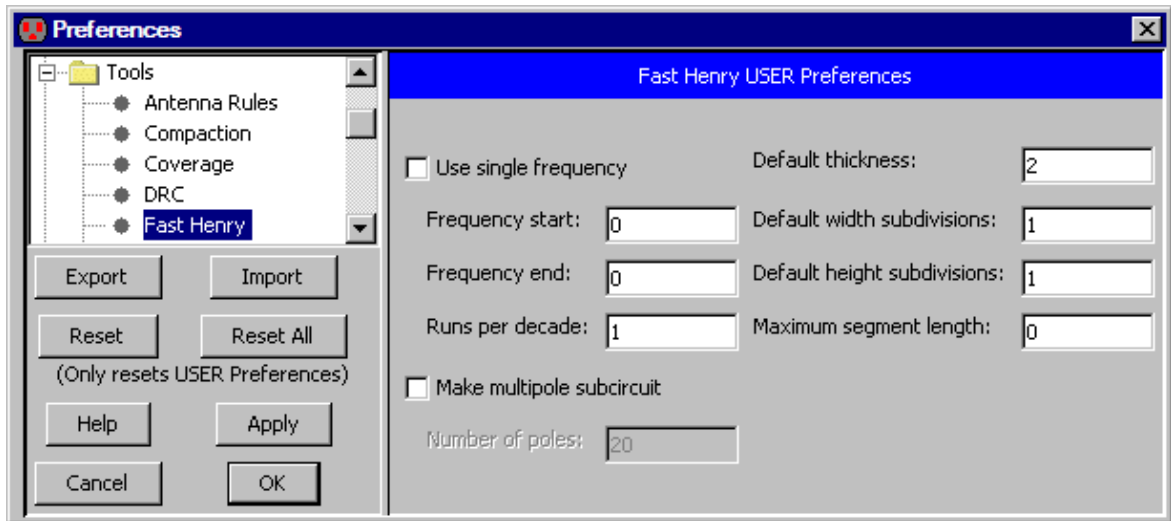 Preferences
Tools
Antenna Rules
Compaction
Coverage
DRC
Fast Henry
Export
Import
Reset
Reset All
(Only resets USER Preferences)
Help
Apply
Cancel
OK
Fast Henry USER Preferences
Use single frequency
Frequency start: 0
Frequency end: 0
Runs per decade: 1
Make multipole subcircuit
Number of poles: 20
Default thickness: 2
Default width subdivisions: 1
Default height subdivisions: 1
Maximum segment length: 0